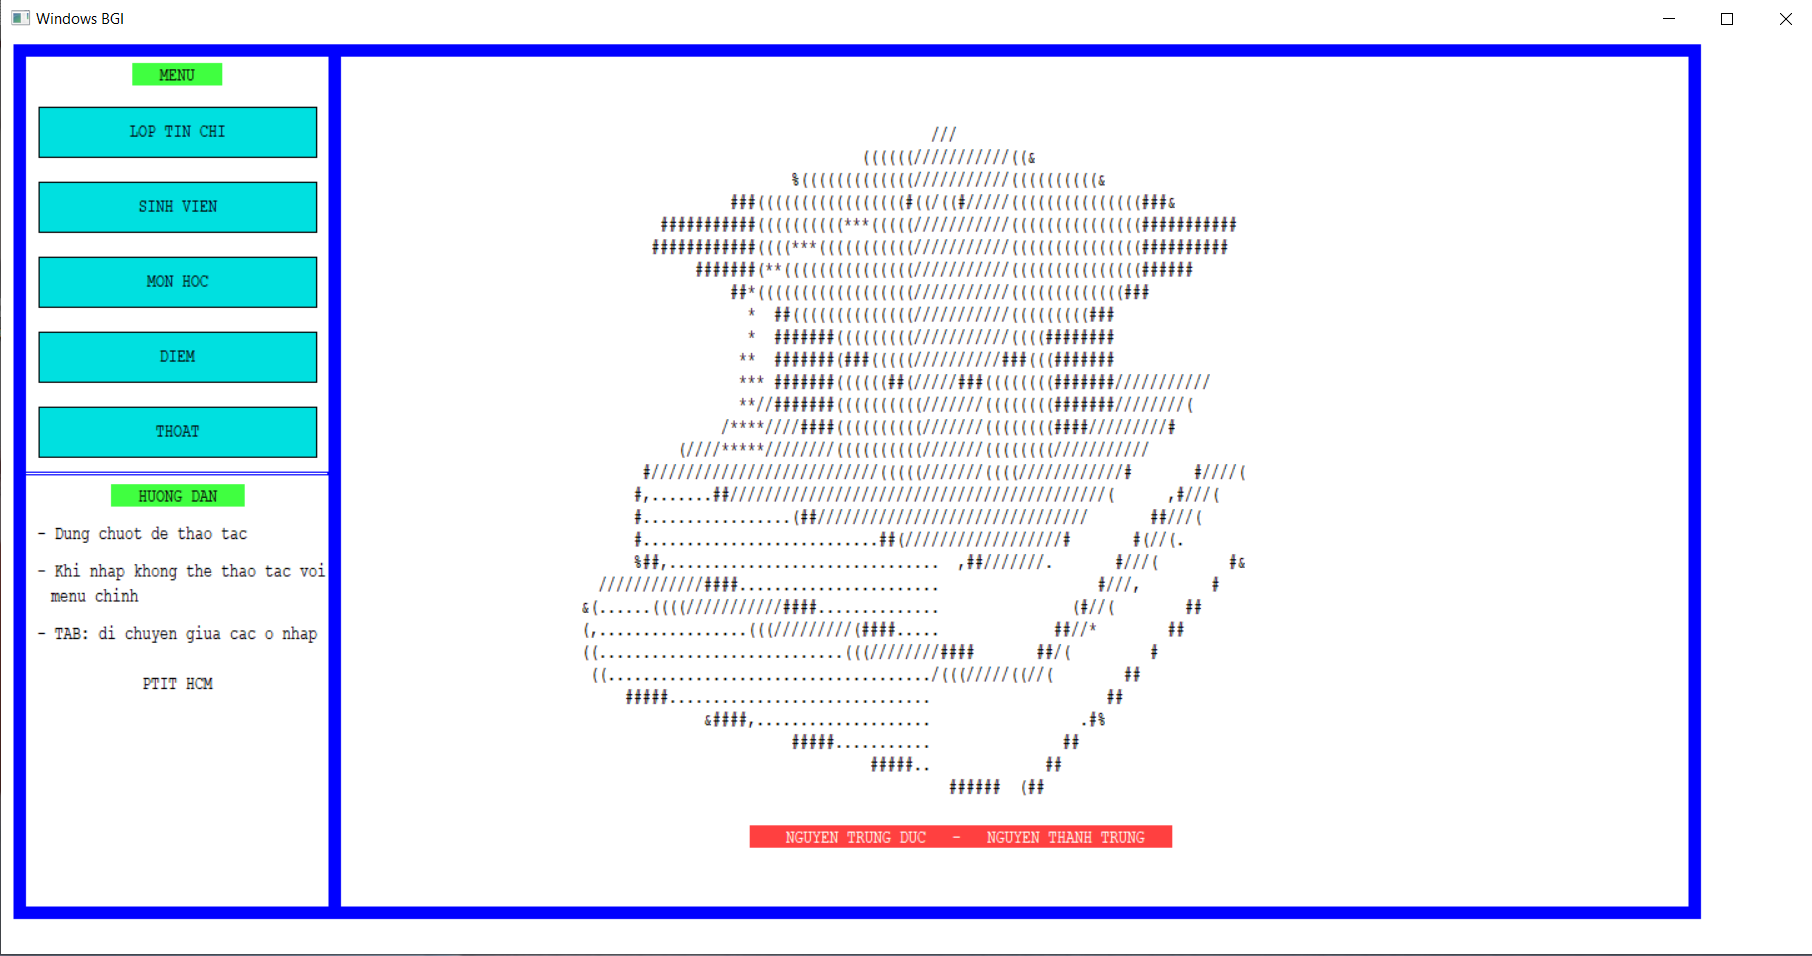 Windows BGI
MENU
LOP TIN CHI
SINH VIEN
MON HOC
DIEM
THOAT
HUONG DAN
- Dung chuot de thao tac
- Khi nhap khong the thao tac voi
menu chinh
- TAB: di chuyen giua cac o nhap
PTIT HCM
NGUYEN TRUNG DUC - NGUYEN THANH TRUNG